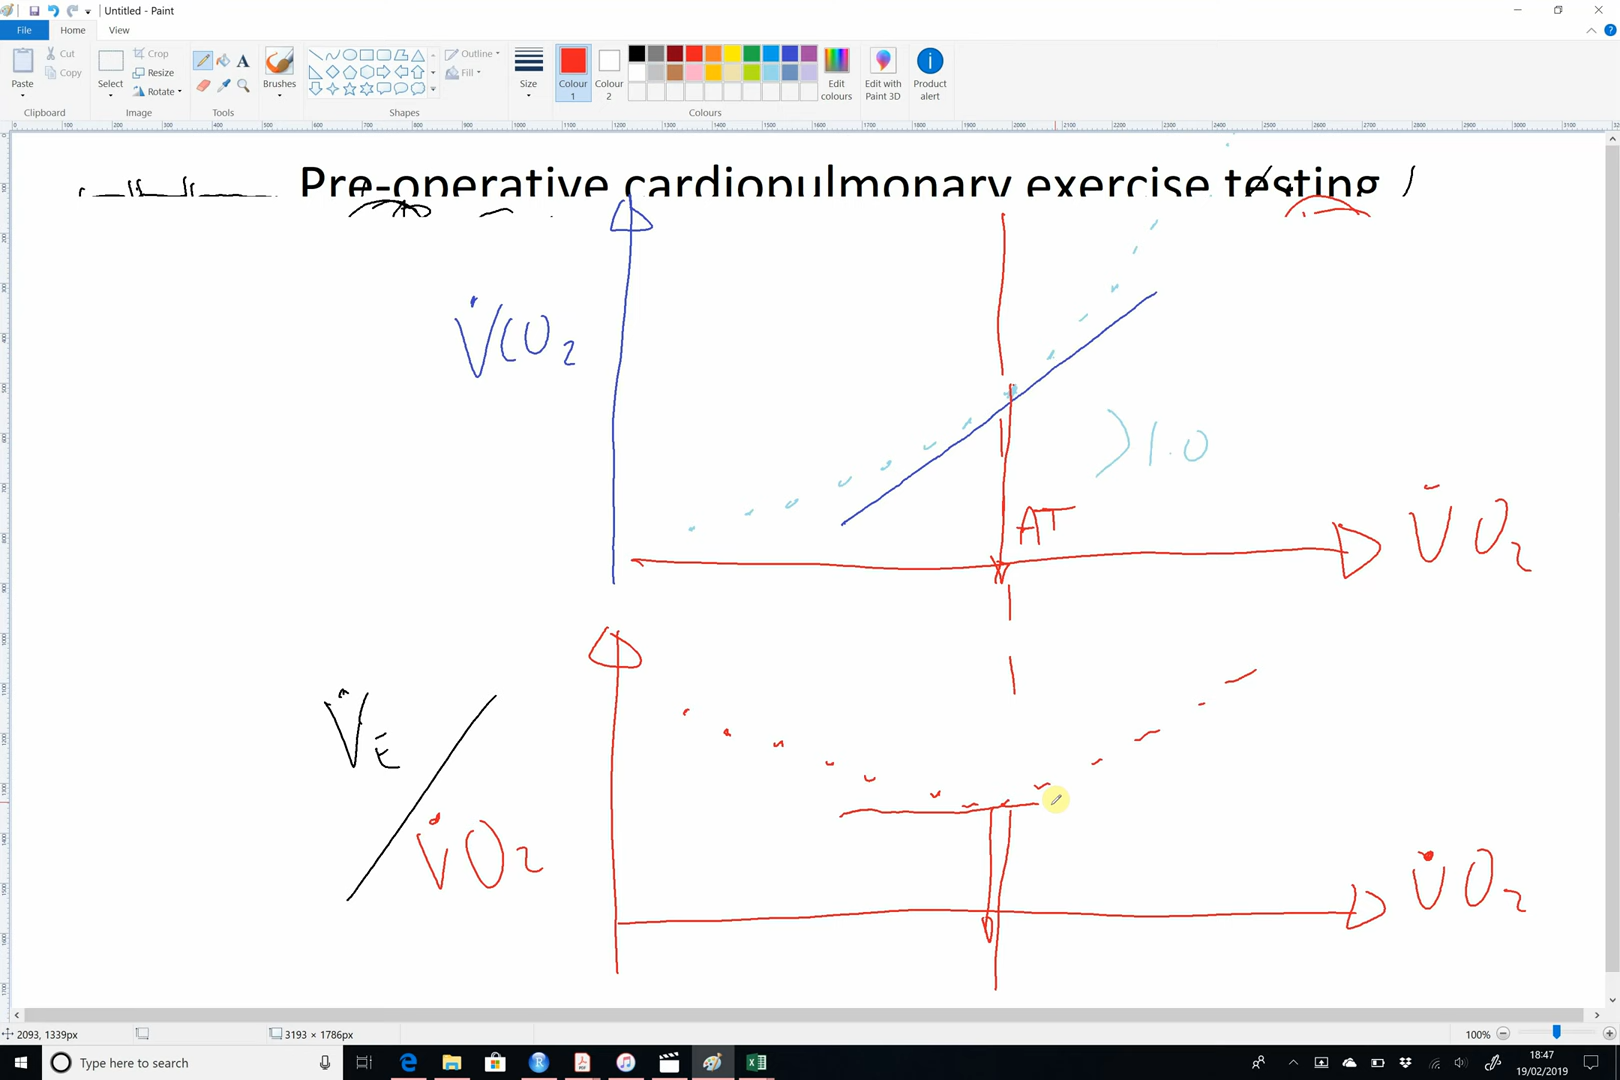 Untitled - Paint
File Home View
Paste
Cut
Copy
Clipboard
Select
Crop
Resize
Rotate
Image
Tools
Brushes
Shapes
Outline
Fill
Size
Colour 1
Colour 2
Edit colours
Colours
Edit with Paint 3D
Product alert
Pre-operative cardiopulmonary exercise testing
V̇CO₂
>1.0
AT
V̇O₂
V̇E / V̇O₂
V̇O₂
2093, 1339px
3193 × 1786px
100%
Type here to search
18:47
19/02/2019